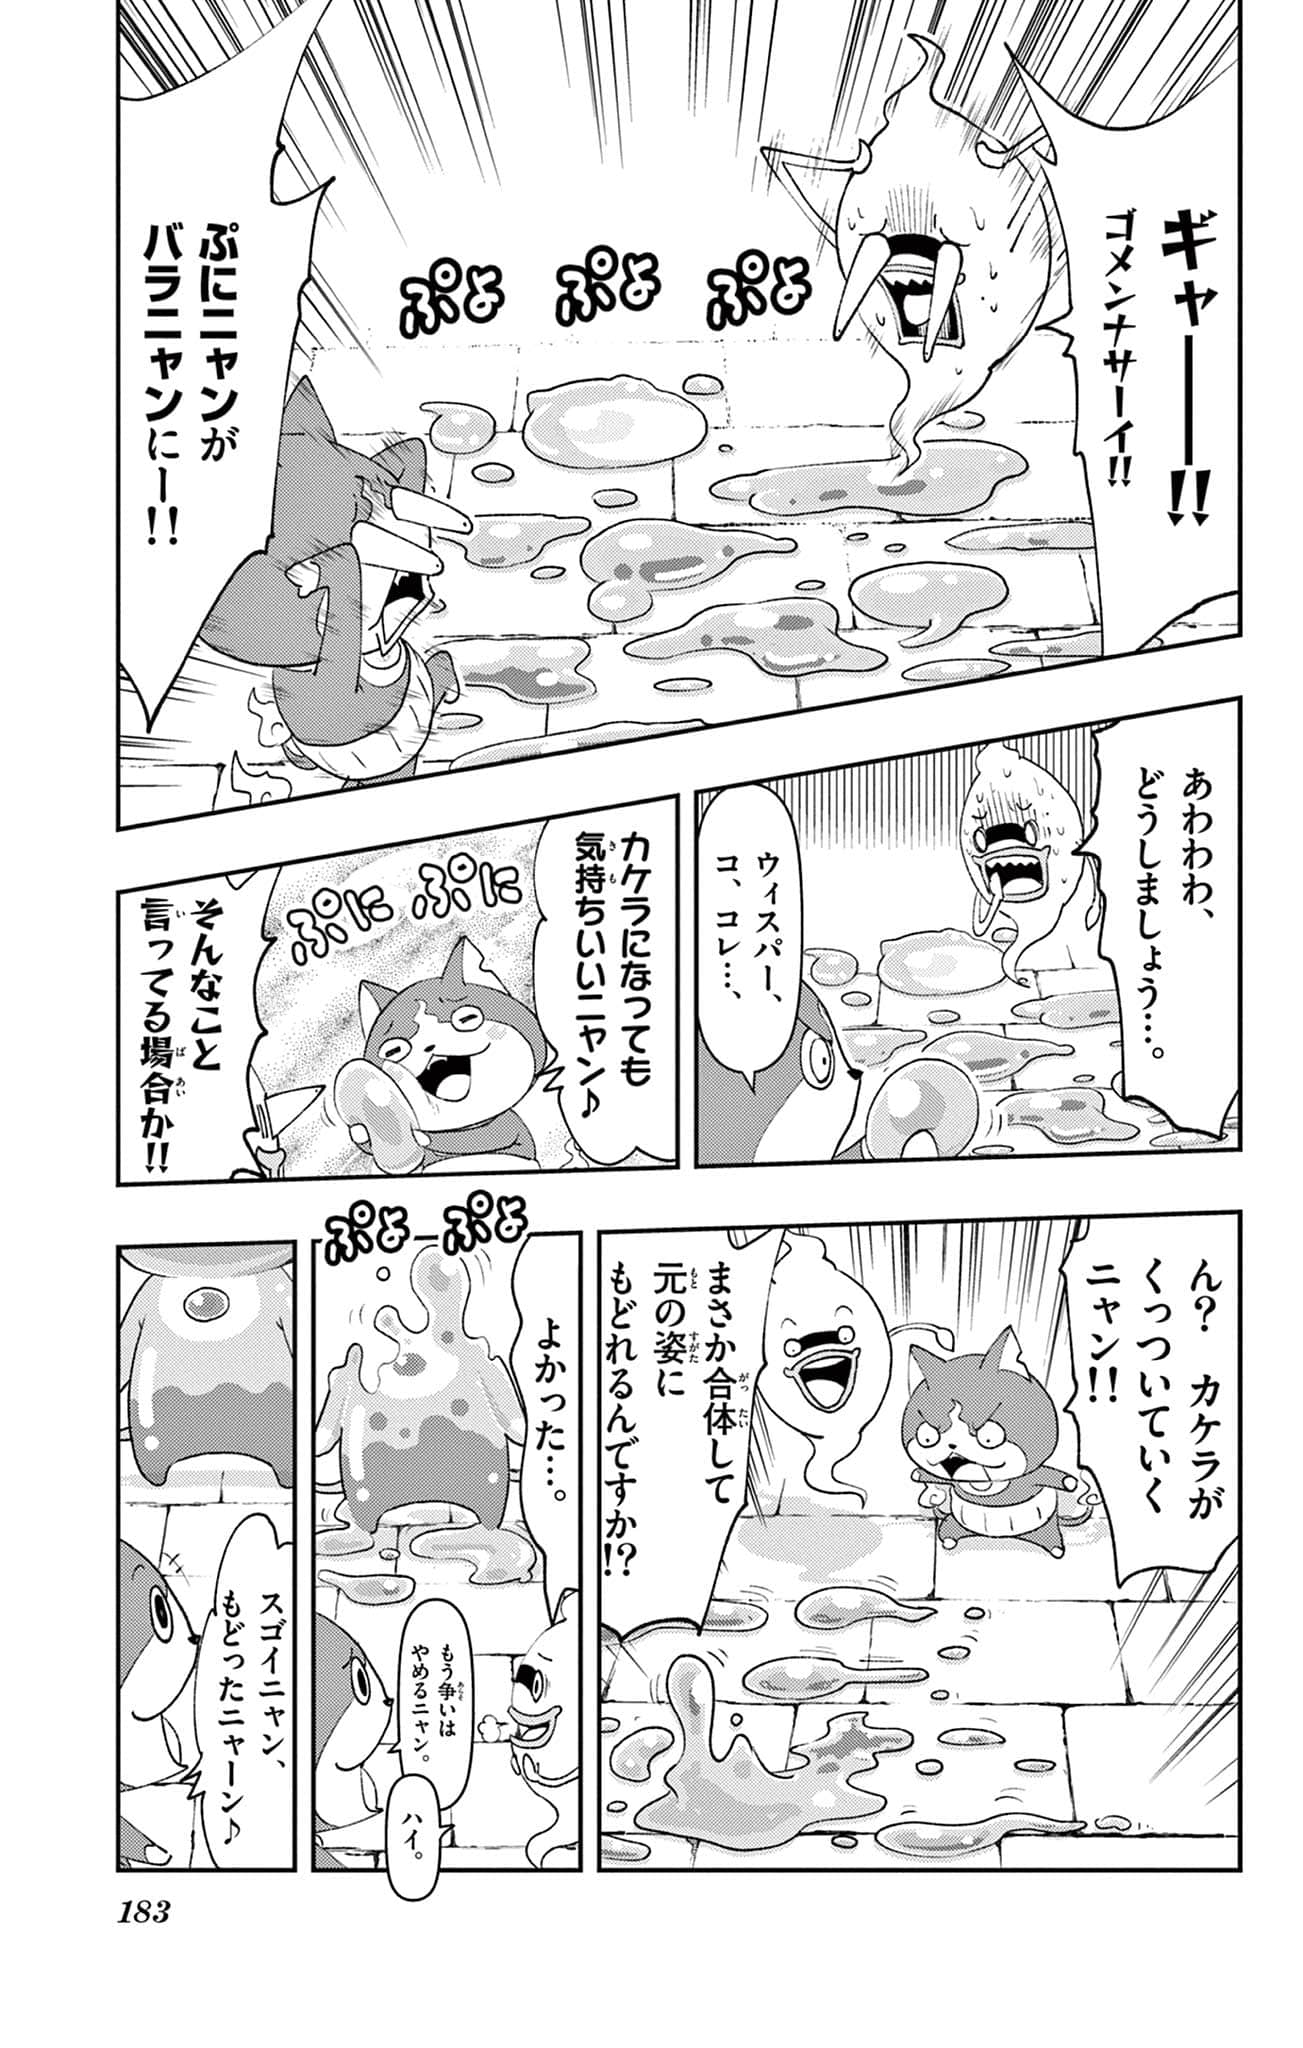 ギャーーー!!
ゴメンナサーイ!!
ぷよ ぷよ ぷよ
ぷにニャンが
バラニャンにー!!
あわわわ、
どうしましょう…。
ウィスパー、
コ、コレ…、
カケラになっても
気持ちいいニャン♪
ぷに ぷに
そんなこと
言ってる場合か!!
ん? カケラが
くっついていく
ニャン!!
まさか合体して
元の姿に
もどれるんですか!?
ぷよ ぷよ
よかった…。
もう争いは
やめるニャン。
ハイ。
スゴイニャン、
もどったニャーン♪
183